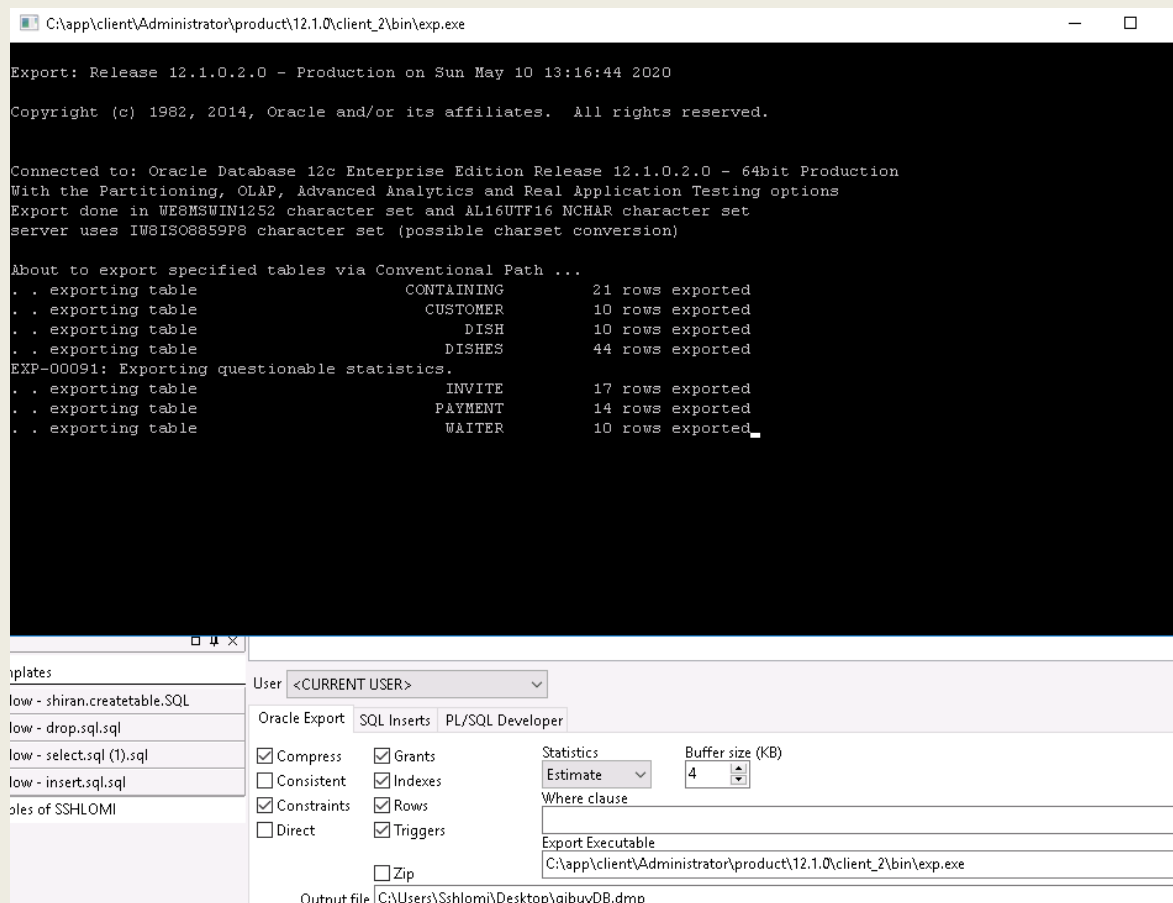 C:\app\client\Administrator\product\12.1.0\client_2\bin\exp.exe
Export: Release 12.1.0.2.0 - Production on Sun May 10 13:16:44 2020
Copyright (c) 1982, 2014, Oracle and/or its affiliates.  All rights reserved.
Connected to: Oracle Database 12c Enterprise Edition Release 12.1.0.2.0 - 64bit Production
With the Partitioning, OLAP, Advanced Analytics and Real Application Testing options
Export done in WE8MSWIN1252 character set and AL16UTF16 NCHAR character set
server uses IW8ISO8859P8 character set (possible charset conversion)
About to export specified tables via Conventional Path ...
. . exporting table CONTAINING 21 rows exported
. . exporting table CUSTOMER 10 rows exported
. . exporting table DISH 10 rows exported
. . exporting table DISHES 44 rows exported
EXP-00091: Exporting questionable statistics.
. . exporting table INVITE 17 rows exported
. . exporting table PAYMENT 14 rows exported
. . exporting table WAITER 10 rows exported
mplates
low - shiran.createtable.SQL
low - drop.sql.sql
low - select.sql (1).sql
low - insert.sql.sql
bles of SSHLOMI
User <CURRENT USER>
Oracle Export SQL Inserts PL/SQL Developer
Compress Grants Statistics Buffer size (KB)
Consistent Indexes Estimate 4
Constraints Rows Where clause
Direct Triggers
Export Executable
Zip C:\app\client\Administrator\product\12.1.0\client_2\bin\exp.exe
Output file C:\Users\Sshlomi\Desktop\gibuyDB.dmp